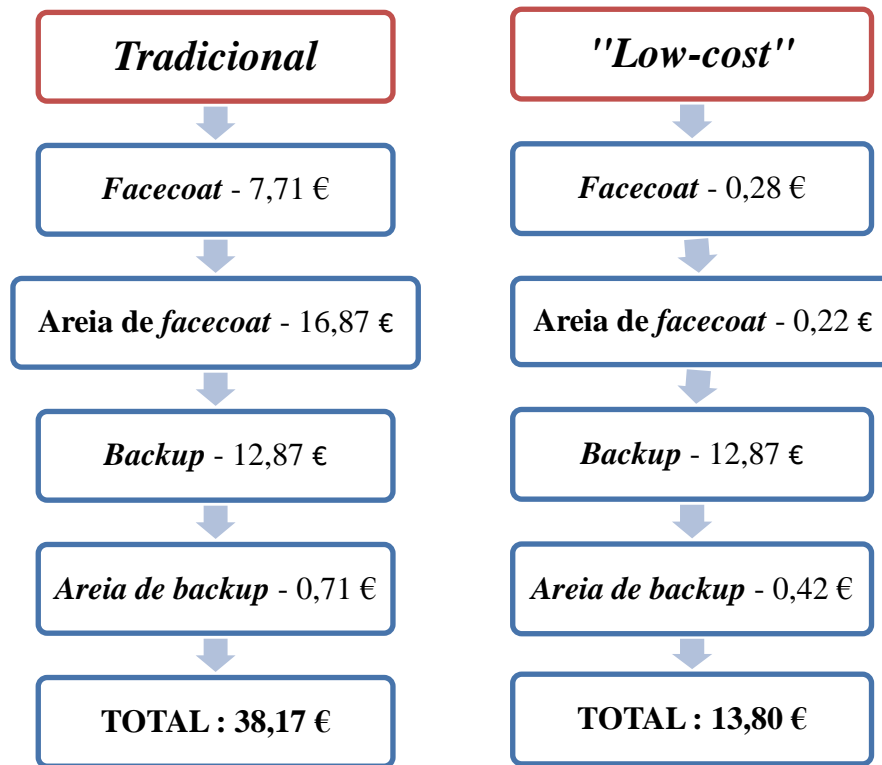 Tradicional
Facecoat - 7,71 €
Areia de facecoat - 16,87 €
Backup - 12,87 €
Areia de backup - 0,71 €
TOTAL : 38,17 €
"Low-cost"
Facecoat - 0,28 €
Areia de facecoat - 0,22 €
Backup - 12,87 €
Areia de backup - 0,42 €
TOTAL : 13,80 €